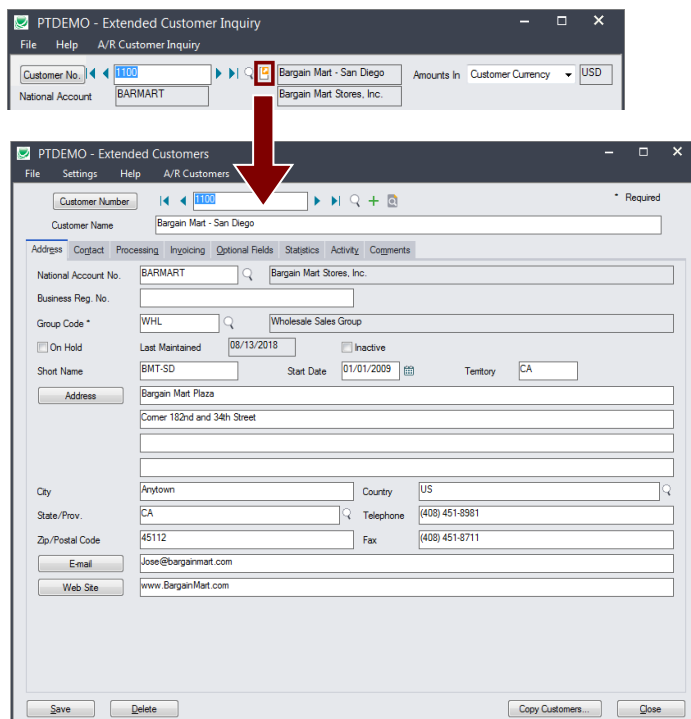 PTDEMO - Extended Customer Inquiry
File Help A/R Customer Inquiry
Customer No. 1100 Bargain Mart - San Diego Amounts In Customer Currency USD
National Account BARMART Bargain Mart Stores, Inc.
PTDEMO - Extended Customers
File Settings Help A/R Customers
Customer Number 1100 * Required
Customer Name Bargain Mart - San Diego
Address Contact Processing Invoicing Optional Fields Statistics Activity Comments
National Account No. BARMART Bargain Mart Stores, Inc.
Business Reg. No.
Group Code * WHL Wholesale Sales Group
On Hold Last Maintained 08/13/2018 Inactive
Short Name BMT-SD Start Date 01/01/2009 Territory CA
Address Bargain Mart Plaza
Corner 182nd and 34th Street
City Anytown Country US
State/Prov. CA Telephone (408) 451-8981
Zip/Postal Code 45112 Fax (408) 451-8711
E-mail Jose@bargainmart.com
Web Site www.BargainMart.com
Save Delete Copy Customers... Close